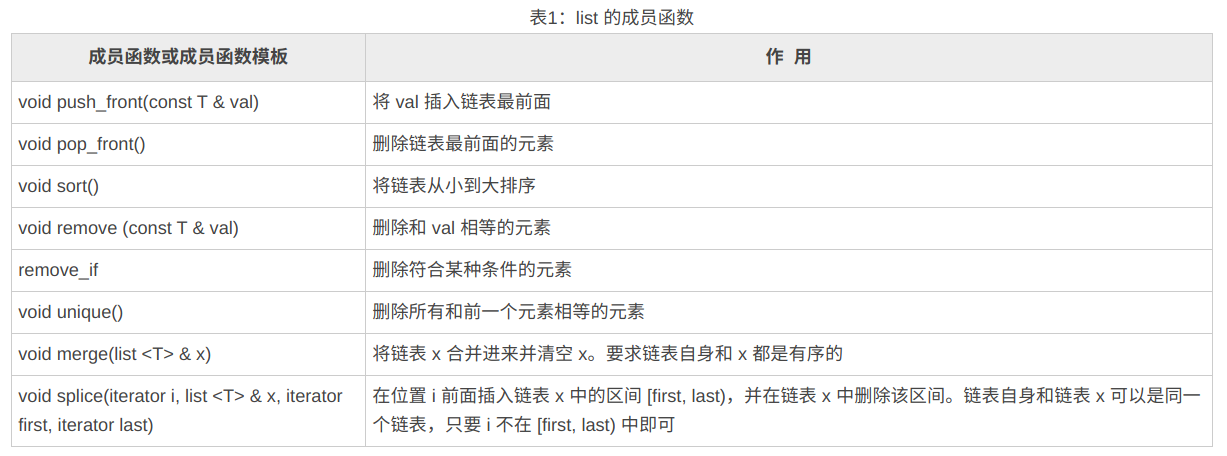 表1：list 的成员函数
成员函数或成员函数模板
作 用
void push_front(const T & val)
将 val 插入链表最前面
void pop_front()
删除链表最前面的元素
void sort()
将链表从小到大排序
void remove (const T & val)
删除和 val 相等的元素
remove_if
删除符合某种条件的元素
void unique()
删除所有和前一个元素相等的元素
void merge(list <T> & x)
将链表 x 合并进来并清空 x。要求链表自身和 x 都是有序的
void splice(iterator i, list <T> & x, iterator
first, iterator last)
在位置 i 前面插入链表 x 中的区间 [first, last)，并在链表 x 中删除该区间。链表自身和链表 x 可以是同一
个链表，只要 i 不在 [first, last) 中即可